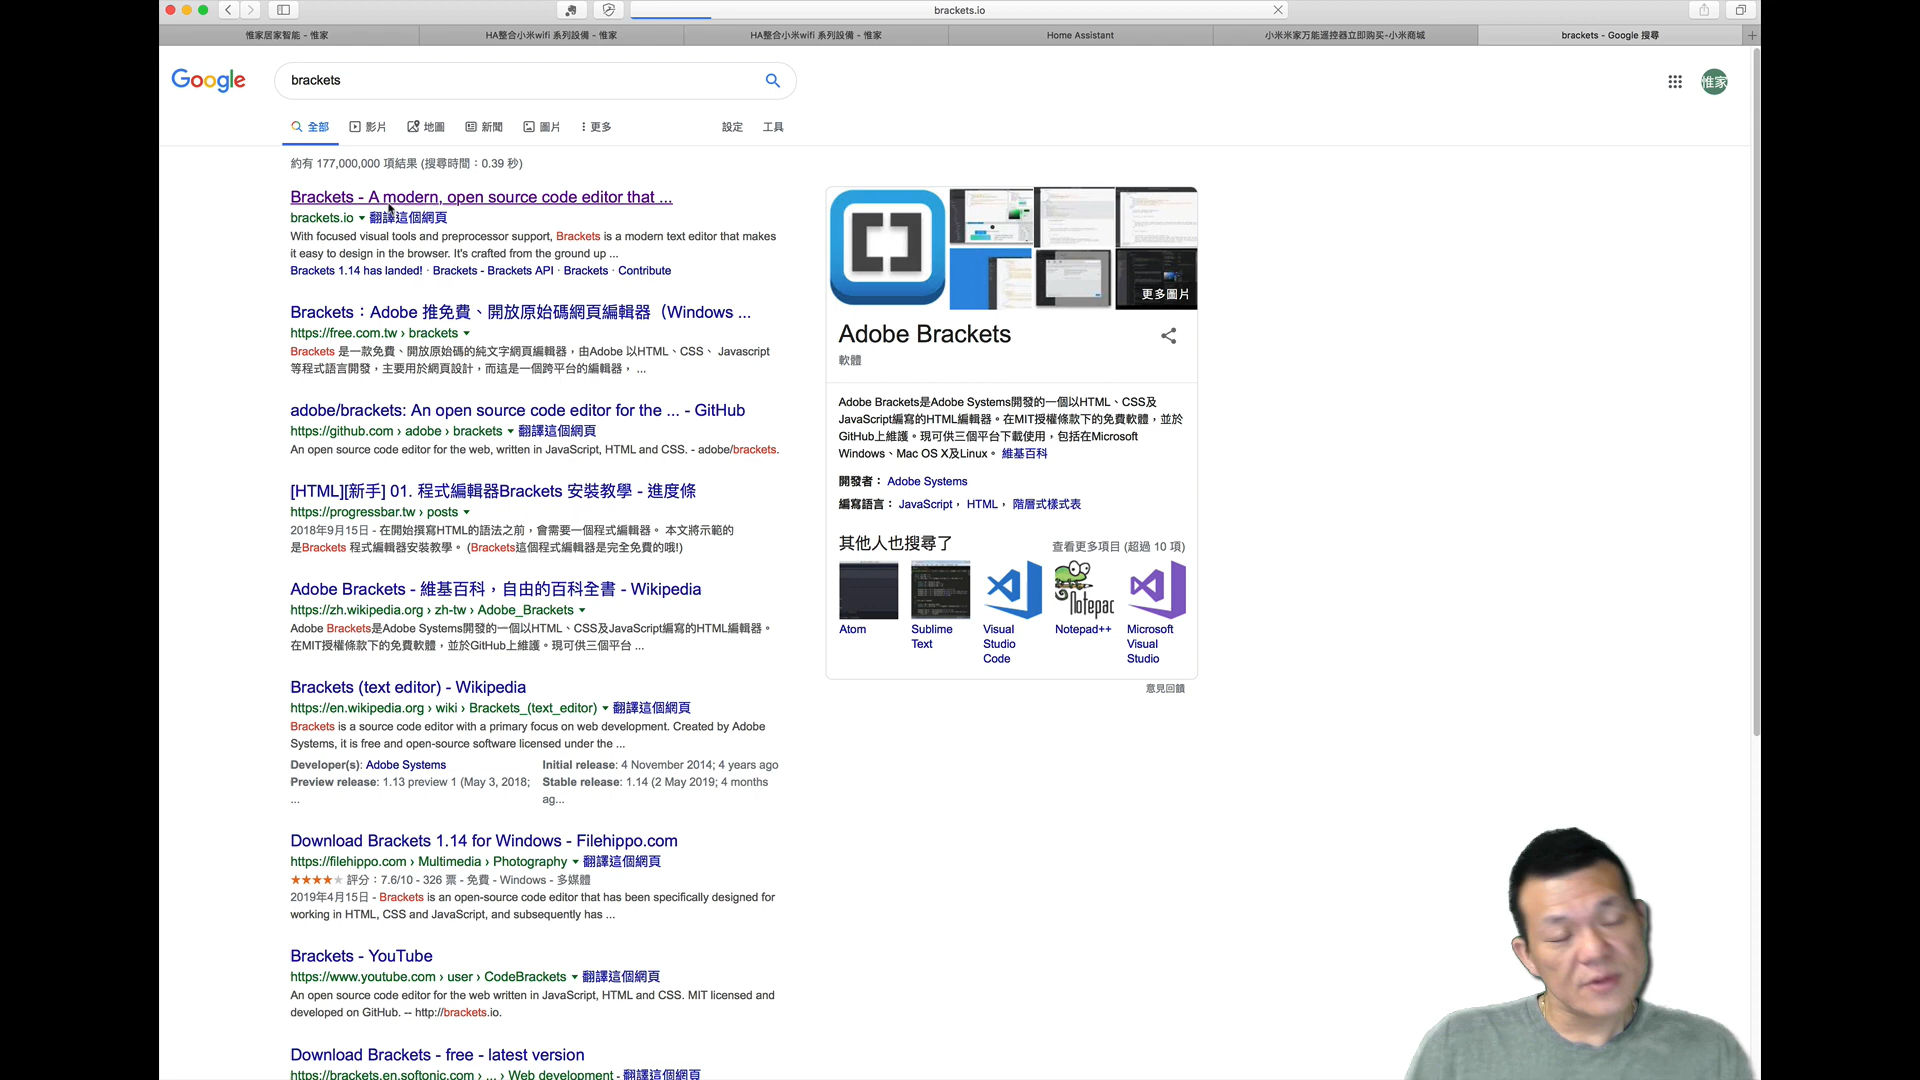 brackets.io
惟家居家智能 - 惟家
HA整合小米wifi 系列設備 - 惟家
HA整合小米wifi 系列設備 - 惟家
Home Assistant
小米米家万能遥控器立即购买-小米商城
brackets - Google 搜尋
Google
brackets
惟家
全部
影片
地圖
新聞
圖片
更多
設定
工具
約有 177,000,000 項結果 (搜尋時間：0.39 秒)
Brackets - A modern, open source code editor that ...
brackets.io ▾ 翻譯這個網頁
With focused visual tools and preprocessor support, Brackets is a modern text editor that makes
it easy to design in the browser. It's crafted from the ground up ...
Brackets 1.14 has landed! · Brackets - Brackets API · Brackets · Contribute
Brackets：Adobe 推免費、開放原始碼網頁編輯器（Windows ...
https://free.com.tw › brackets ▾
Brackets 是一款免費、開放原始碼的純文字網頁編輯器，由Adobe 以HTML、CSS、 Javascript
等程式語言開發，主要用於網頁設計，而這是一個跨平台的編輯器， ...
adobe/brackets: An open source code editor for the ... - GitHub
https://github.com › adobe › brackets ▾ 翻譯這個網頁
An open source code editor for the web, written in JavaScript, HTML and CSS. - adobe/brackets.
[HTML][新手] 01. 程式編輯器Brackets 安裝教學 - 進度條
https://progressbar.tw › posts ▾
2018年9月15日 - 在開始撰寫HTML的語法之前，會需要一個程式編輯器。 本文將示範的
是Brackets 程式編輯器安裝教學。 (Brackets這個程式編輯器是完全免費的哦!)
Adobe Brackets - 維基百科，自由的百科全書 - Wikipedia
https://zh.wikipedia.org › zh-tw › Adobe_Brackets ▾
Adobe Brackets是Adobe Systems開發的一個以HTML、CSS及JavaScript編寫的HTML編輯器。
在MIT授權條款下的免費軟體，並於GitHub上維護。現可供三個平台 ...
Brackets (text editor) - Wikipedia
https://en.wikipedia.org › wiki › Brackets_(text_editor) ▾ 翻譯這個網頁
Brackets is a source code editor with a primary focus on web development. Created by Adobe
Systems, it is free and open-source software licensed under the ...
Developer(s): Adobe Systems
Initial release: 4 November 2014; 4 years ago
Preview release: 1.13 preview 1 (May 3, 2018;
...
Stable release: 1.14 (2 May 2019; 4 months
ag...
Download Brackets 1.14 for Windows - Filehippo.com
https://filehippo.com › Multimedia › Photography ▾ 翻譯這個網頁
★★★★★ 評分：7.6/10 - 326 票 - 免費 - Windows - 多媒體
2019年4月15日 - Brackets is an open-source code editor that has been specifically designed for
working in HTML, CSS and JavaScript, and subsequently has ...
Brackets - YouTube
https://www.youtube.com › user › CodeBrackets ▾ 翻譯這個網頁
An open source code editor for the web written in JavaScript, HTML and CSS. MIT licensed and
developed on GitHub. -- http://brackets.io.
Download Brackets - free - latest version
https://brackets.en.softonic.com › ... › Web development - 翻譯這個網頁
更多圖片
Adobe Brackets
軟體
Adobe Brackets是Adobe Systems開發的一個以HTML、CSS及
JavaScript編寫的HTML編輯器。在MIT授權條款下的免費軟體，並於
GitHub上維護。現可供三個平台下載使用，包括在Microsoft
Windows、Mac OS X及Linux。 維基百科
開發者： Adobe Systems
編寫語言： JavaScript， HTML， 階層式樣式表
其他人也搜尋了
查看更多項目 (超過 10 項)
Notepad
Atom
Sublime
Text
Visual
Studio
Code
Notepad++
Microsoft
Visual
Studio
意見回饋